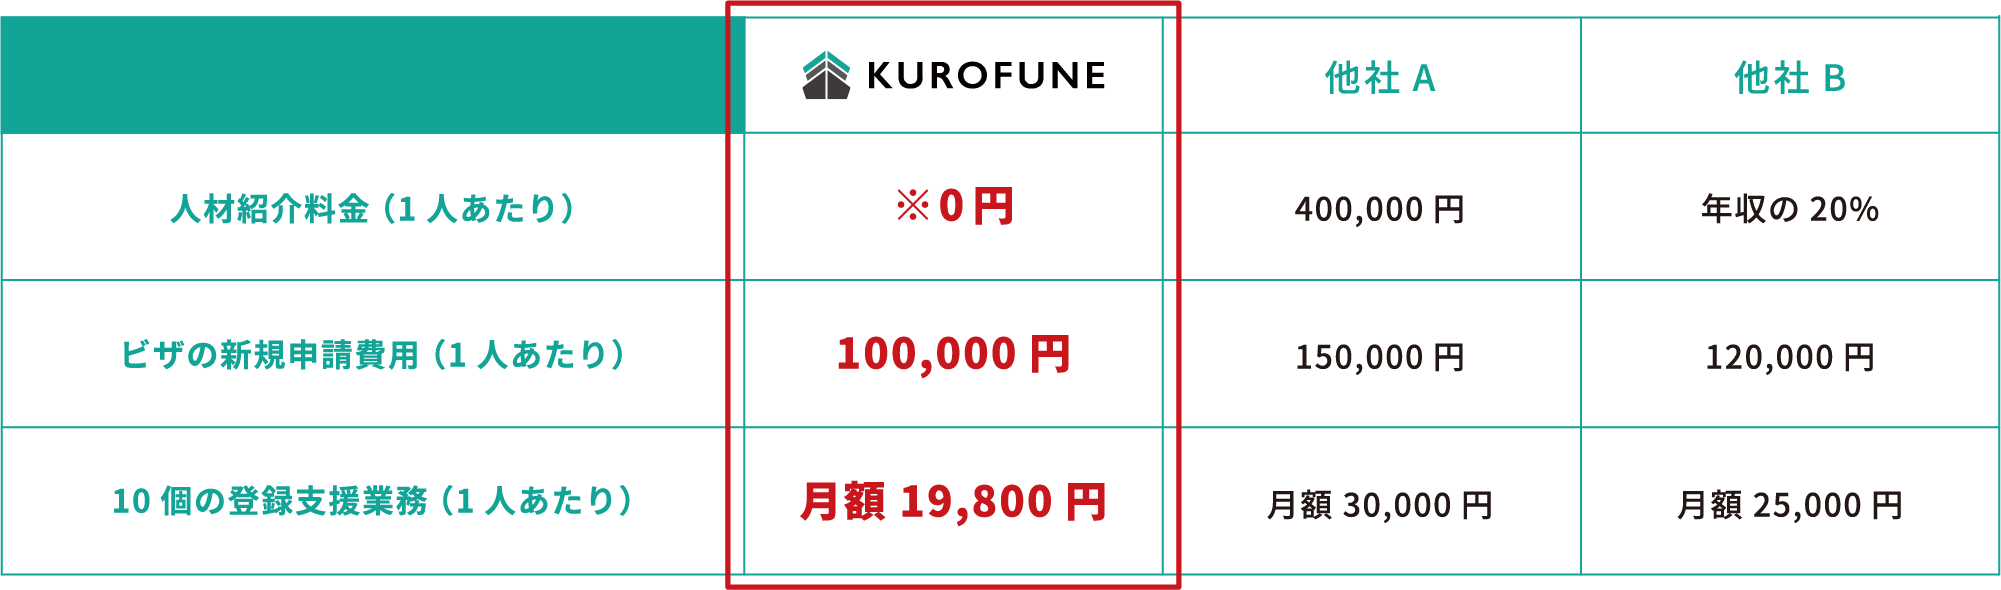 KUROFUNE 他社 A 他社 B
人材紹介料金（1 人あたり） ※0 円 400,000 円 年収の 20%
ビザの新規申請費用（1 人あたり） 100,000 円 150,000 円 120,000 円
10 個の登録支援業務（1 人あたり） 月額 19,800 円 月額 30,000 円 月額 25,000 円